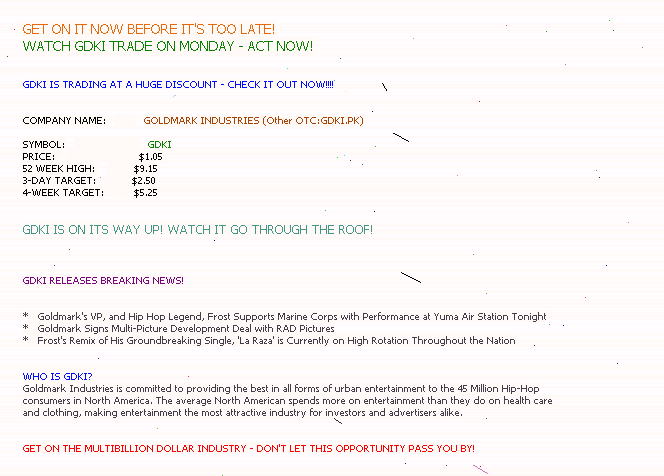 GET ON IT NOW BEFORE IT'S TOO LATE!
WATCH GDKI TRADE ON MONDAY - ACT NOW!
GDKI IS TRADING AT A HUGE DISCOUNT - CHECK IT OUT NOW!!!!
COMPANY NAME: GOLDMARK INDUSTRIES (Other OTC:GDKI.PK)
SYMBOL: GDKI
PRICE: $1.05
52 WEEK HIGH: $9.15
3-DAY TARGET: $2.50
4-WEEK TARGET: $5.25
GDKI IS ON ITS WAY UP! WATCH IT GO THROUGH THE ROOF!
GDKI RELEASES BREAKING NEWS!
* Goldmark's VP, and Hip Hop Legend, Frost Supports Marine Corps with Performance at Yuma Air Station Tonight
* Goldmark Signs Multi-Picture Development Deal with RAD Pictures
* Frost's Remix of His Groundbreaking Single, 'La Raza' is Currently on High Rotation Throughout the Nation
WHO IS GDKI?
Goldmark Industries is committed to providing the best in all forms of urban entertainment to the 45 Million Hip-Hop
consumers in North America. The average North American spends more on entertainment than they do on health care
and clothing, making entertainment the most attractive industry for investors and advertisers alike.
GET ON THE MULTIBILLION DOLLAR INDUSTRY - DON'T LET THIS OPPORTUNITY PASS YOU BY!